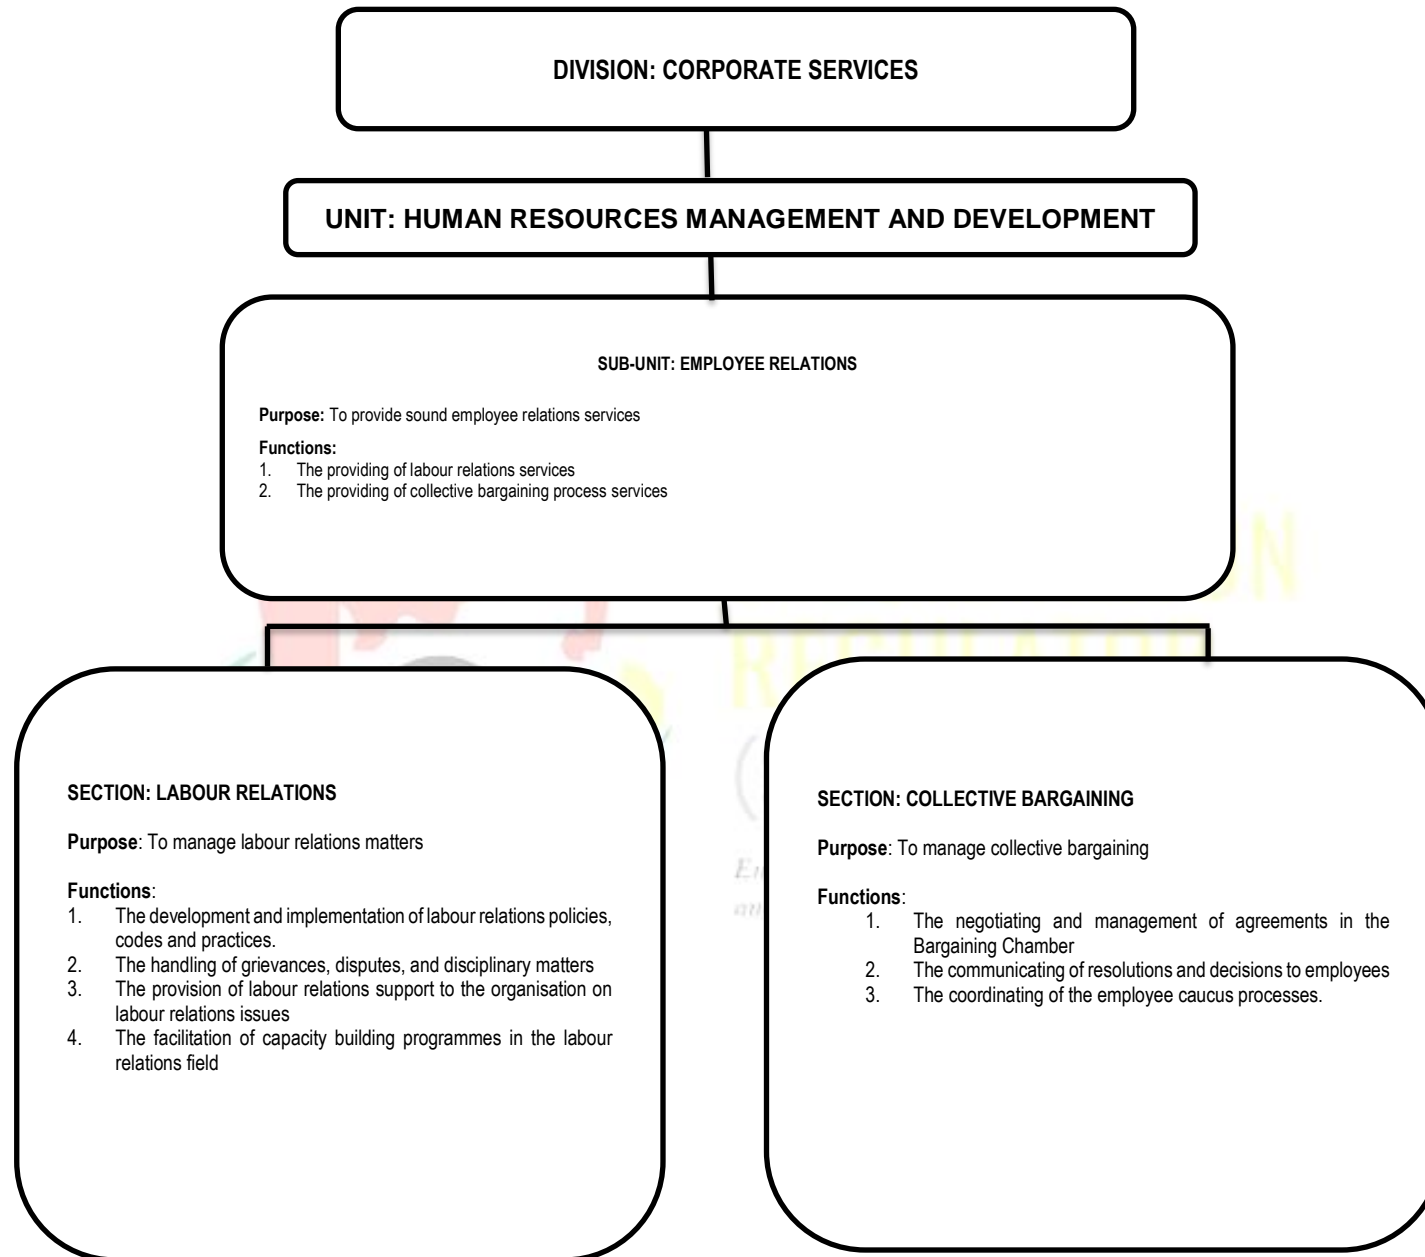 DIVISION: CORPORATE SERVICES
UNIT: HUMAN RESOURCES MANAGEMENT AND DEVELOPMENT
SUB-UNIT: EMPLOYEE RELATIONS
Purpose: To provide sound employee relations services
Functions:
1. The providing of labour relations services
2. The providing of collective bargaining process services
REGULATOR
SECTION: LABOUR RELATIONS
Purpose: To manage labour relations matters
Functions:
1. The development and implementation of labour relations policies,
codes and practices.
2. The handling of grievances, disputes, and disciplinary matters
3. The provision of labour relations support to the organisation on
labour relations issues
4. The facilitation of capacity building programmes in the labour
relations field
SECTION: COLLECTIVE BARGAINING
Purpose: To manage collective bargaining
Functions:
1. The negotiating and management of agreements in the
Bargaining Chamber
2. The communicating of resolutions and decisions to employees
3. The coordinating of the employee caucus processes.